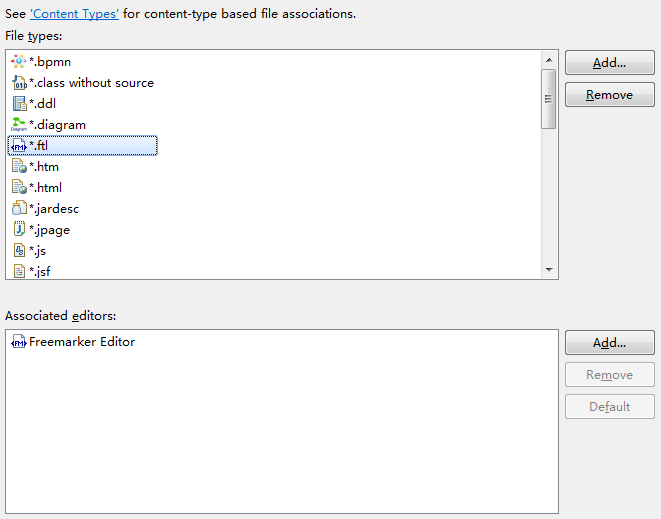 See 'Content Types' for content-type based file associations.
File types:
*.bpmn
*.class without source
*.ddl
*.diagram
*.ftl
*.htm
*.html
*.jardesc
*.jpage
*.js
*.jsf
Add...
Remove
Associated editors:
Freemarker Editor
Add...
Remove
Default